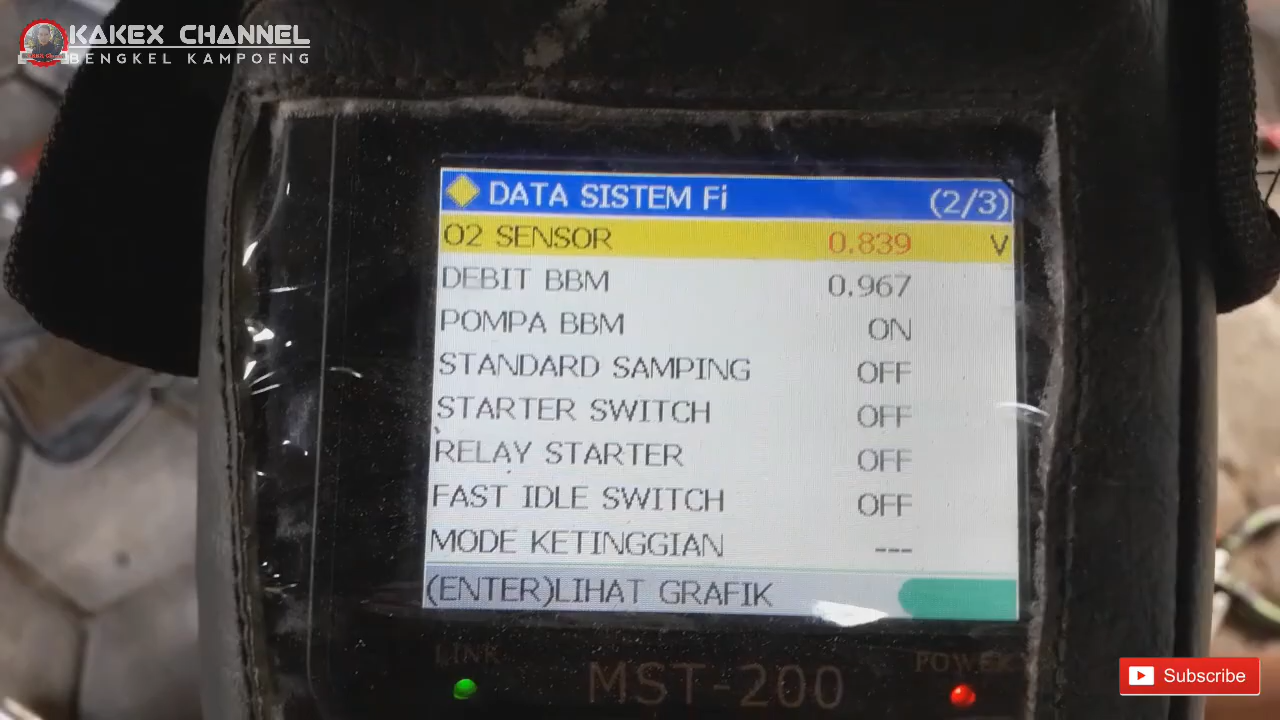 KAKEX CHANNEL
BENGKEL KAMPOENG
DATA SISTEM Fi (2/3)
O2 SENSOR 0.839 V
DEBIT BBM 0.967
POMPA BBM ON
STANDARD SAMPING OFF
STARTER SWITCH OFF
RELAY STARTER OFF
FAST IDLE SWITCH OFF
MODE KETINGGIAN ---
(ENTER)LIHAT GRAFIK
LINK POWER
MST-200
Subscribe